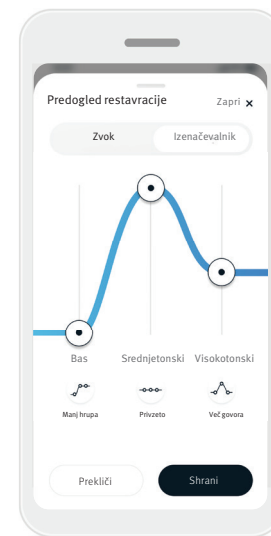 Predogled restavracije
Zapri ×
Zvok
Izenačevalnik
Bas
Srednjetonski
Visokotonski
Manj hrupa
Privzeto
Več govora
Prekliči
Shrani